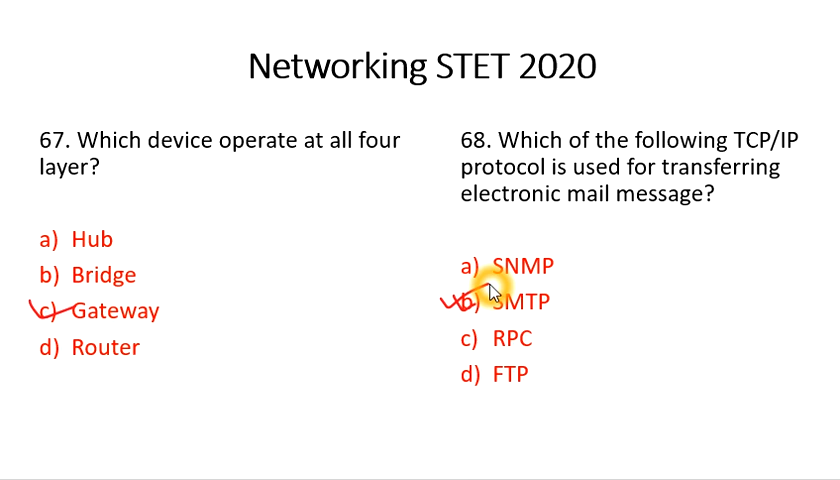 Networking STET 2020
67. Which device operate at all four
layer?
a) Hub
b) Bridge
c) Gateway
d) Router
68. Which of the following TCP/IP
protocol is used for transferring
electronic mail message?
a) SNMP
b) SMTP
c) RPC
d) FTP